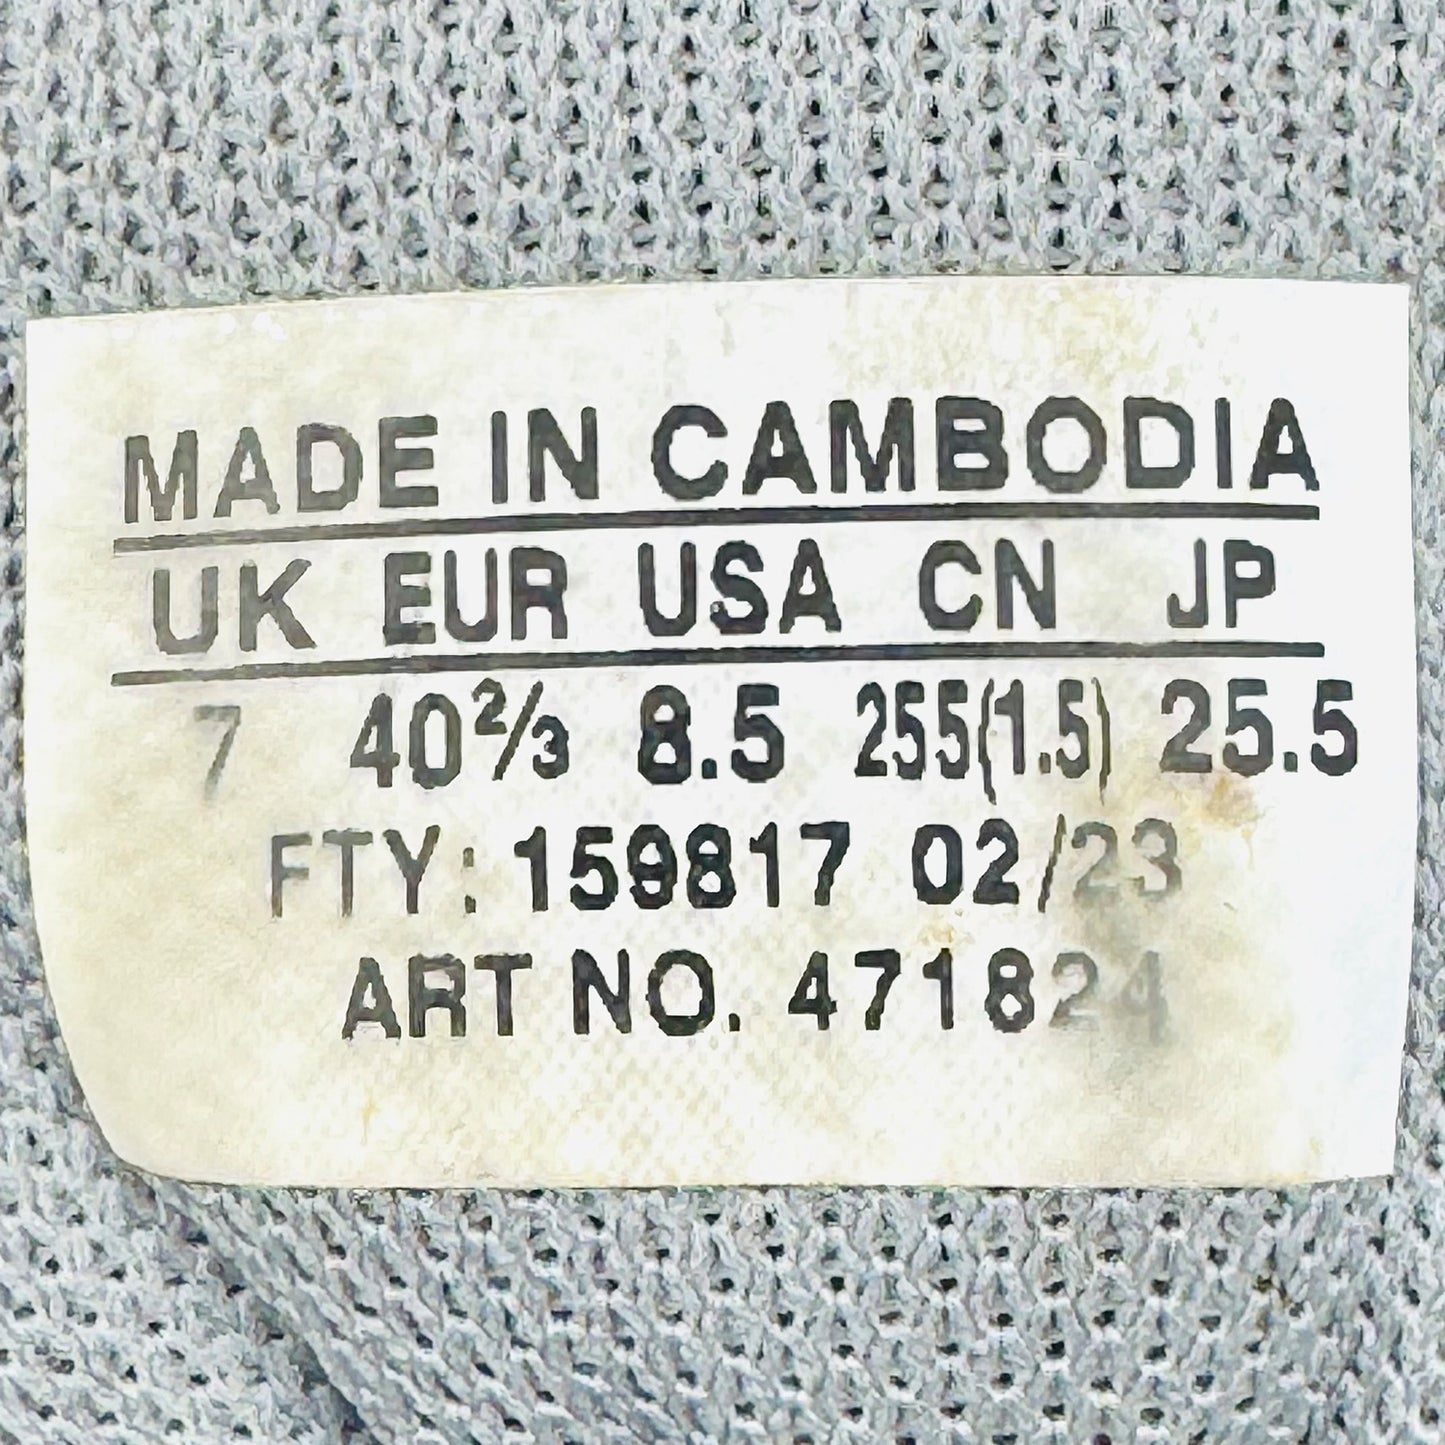 MADE IN CAMBODIA
UK EUR USA CN JP
7 40⅔ 8.5 255(1.5) 25.5
FTY: 159817 02/23
ART NO. 471824